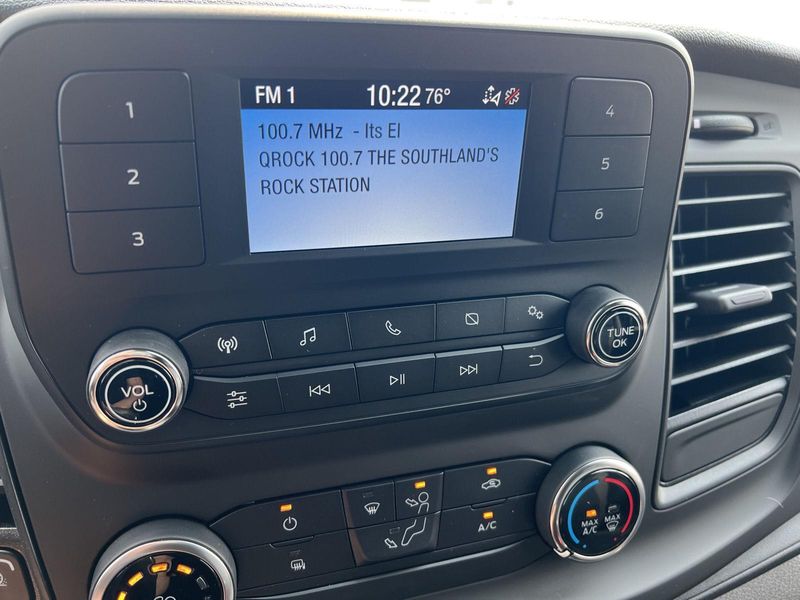 FM 1 10:22 76°
100.7 MHz - Its El
QROCK 100.7 THE SOUTHLAND'S
ROCK STATION
1
2
3
4
5
6
VOL
TUNE
OK
A/C
MAX
A/C
MAX